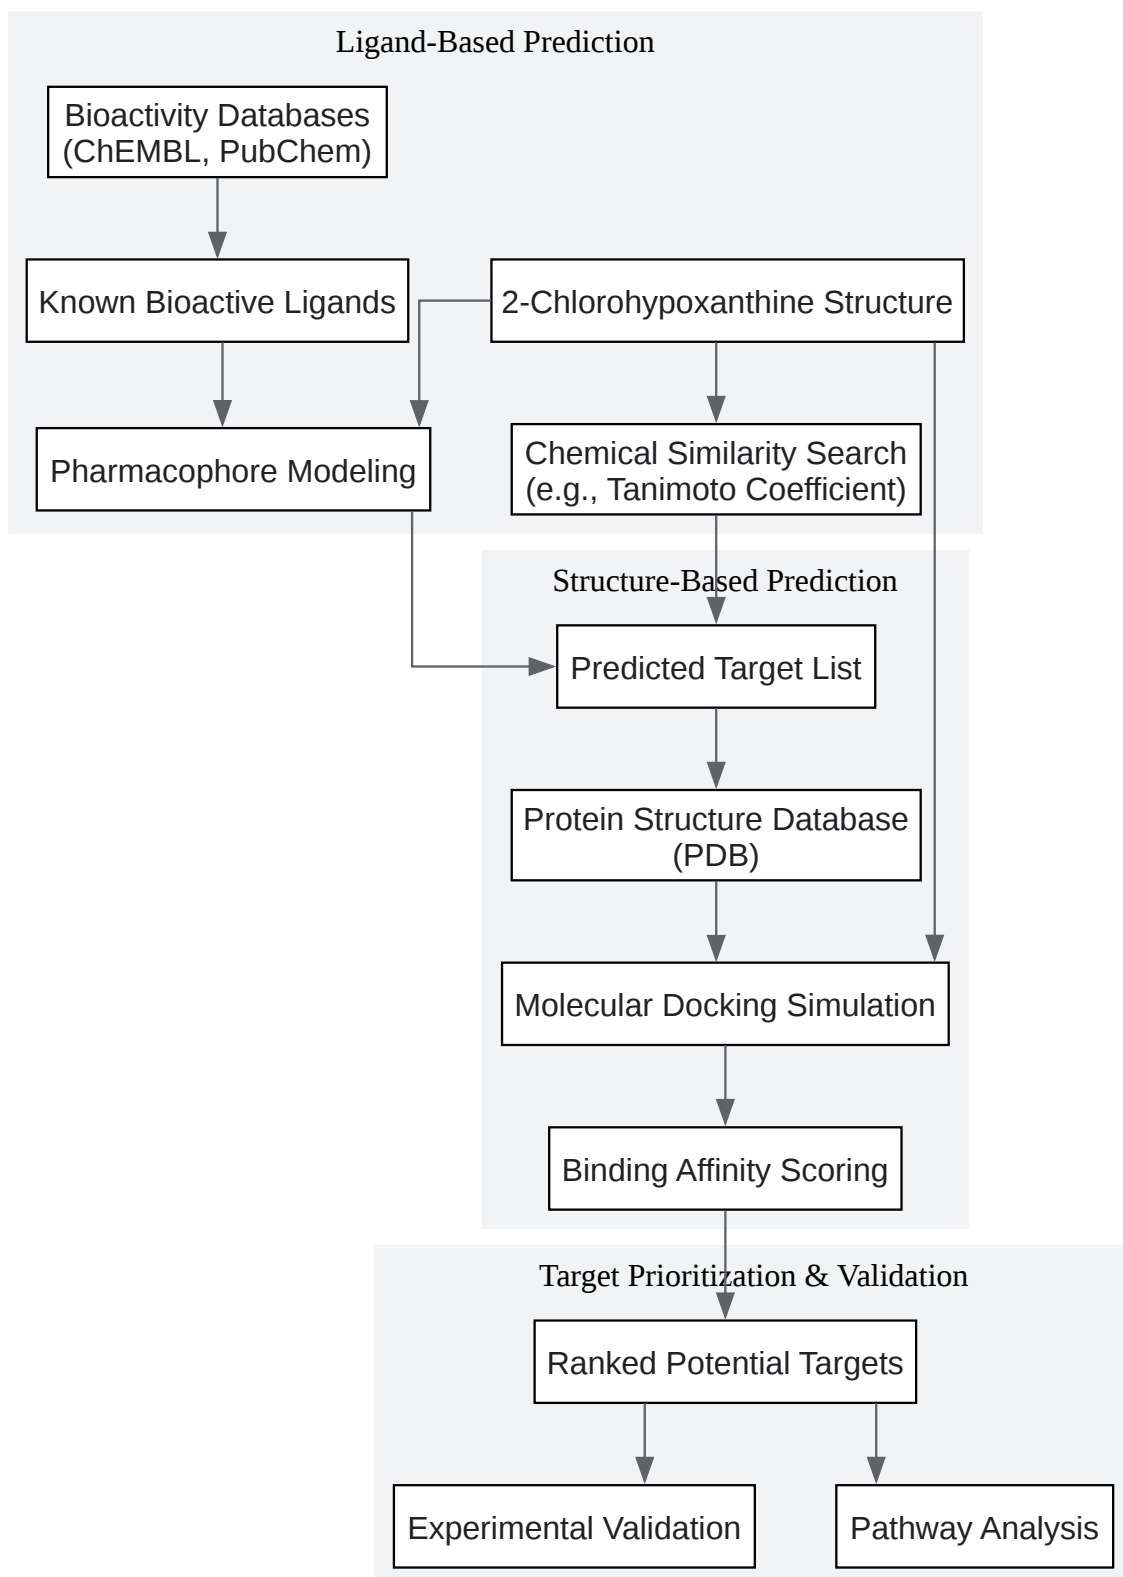 Ligand-Based Prediction
Bioactivity Databases
(ChEMBL, PubChem)
Known Bioactive Ligands
2-Chlorohypoxanthine Structure
Pharmacophore Modeling
Chemical Similarity Search
(e.g., Tanimoto Coefficient)
Structure-Based Prediction
Predicted Target List
Protein Structure Database
(PDB)
Molecular Docking Simulation
Binding Affinity Scoring
Target Prioritization & Validation
Ranked Potential Targets
Experimental Validation
Pathway Analysis